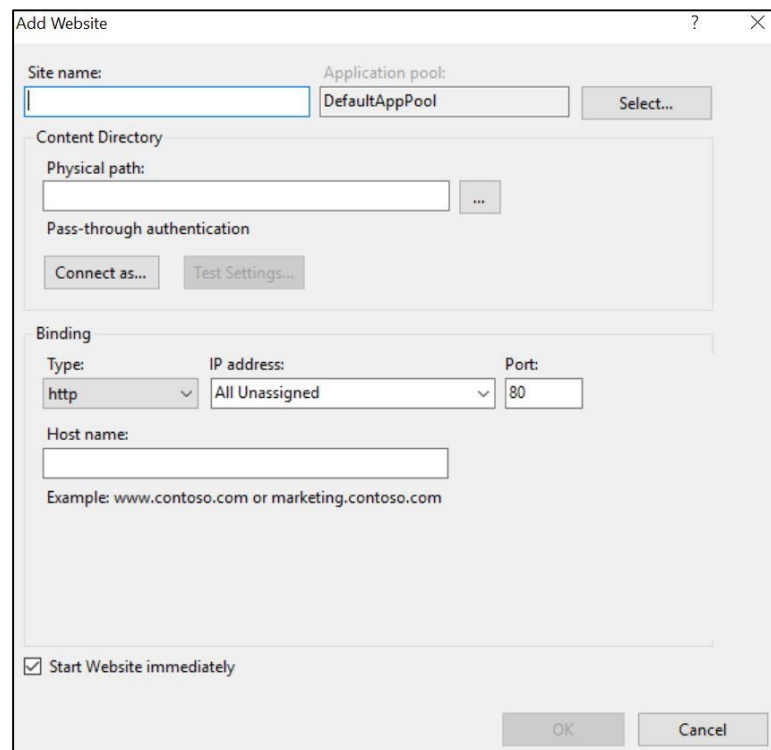 Add Website ? ×
Site name: Application pool:
DefaultAppPool Select...
Content Directory
Physical path:
...
Pass-through authentication
Connect as... Test Settings...
Binding
Type: IP address: Port:
http All Unassigned 80
Host name:
Example: www.contoso.com or marketing.contoso.com
Start Website immediately
OK Cancel